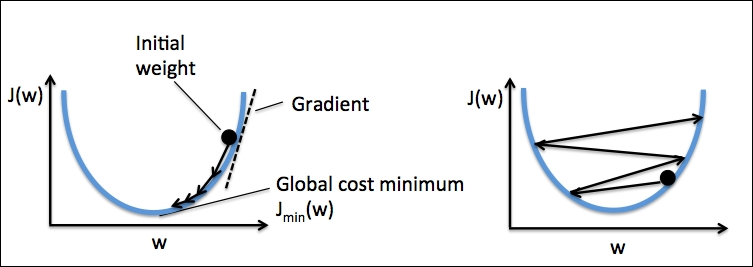 Initial
weight
J(w)
Gradient
Global cost minimum
Jmin(w)
w
J(w)
w